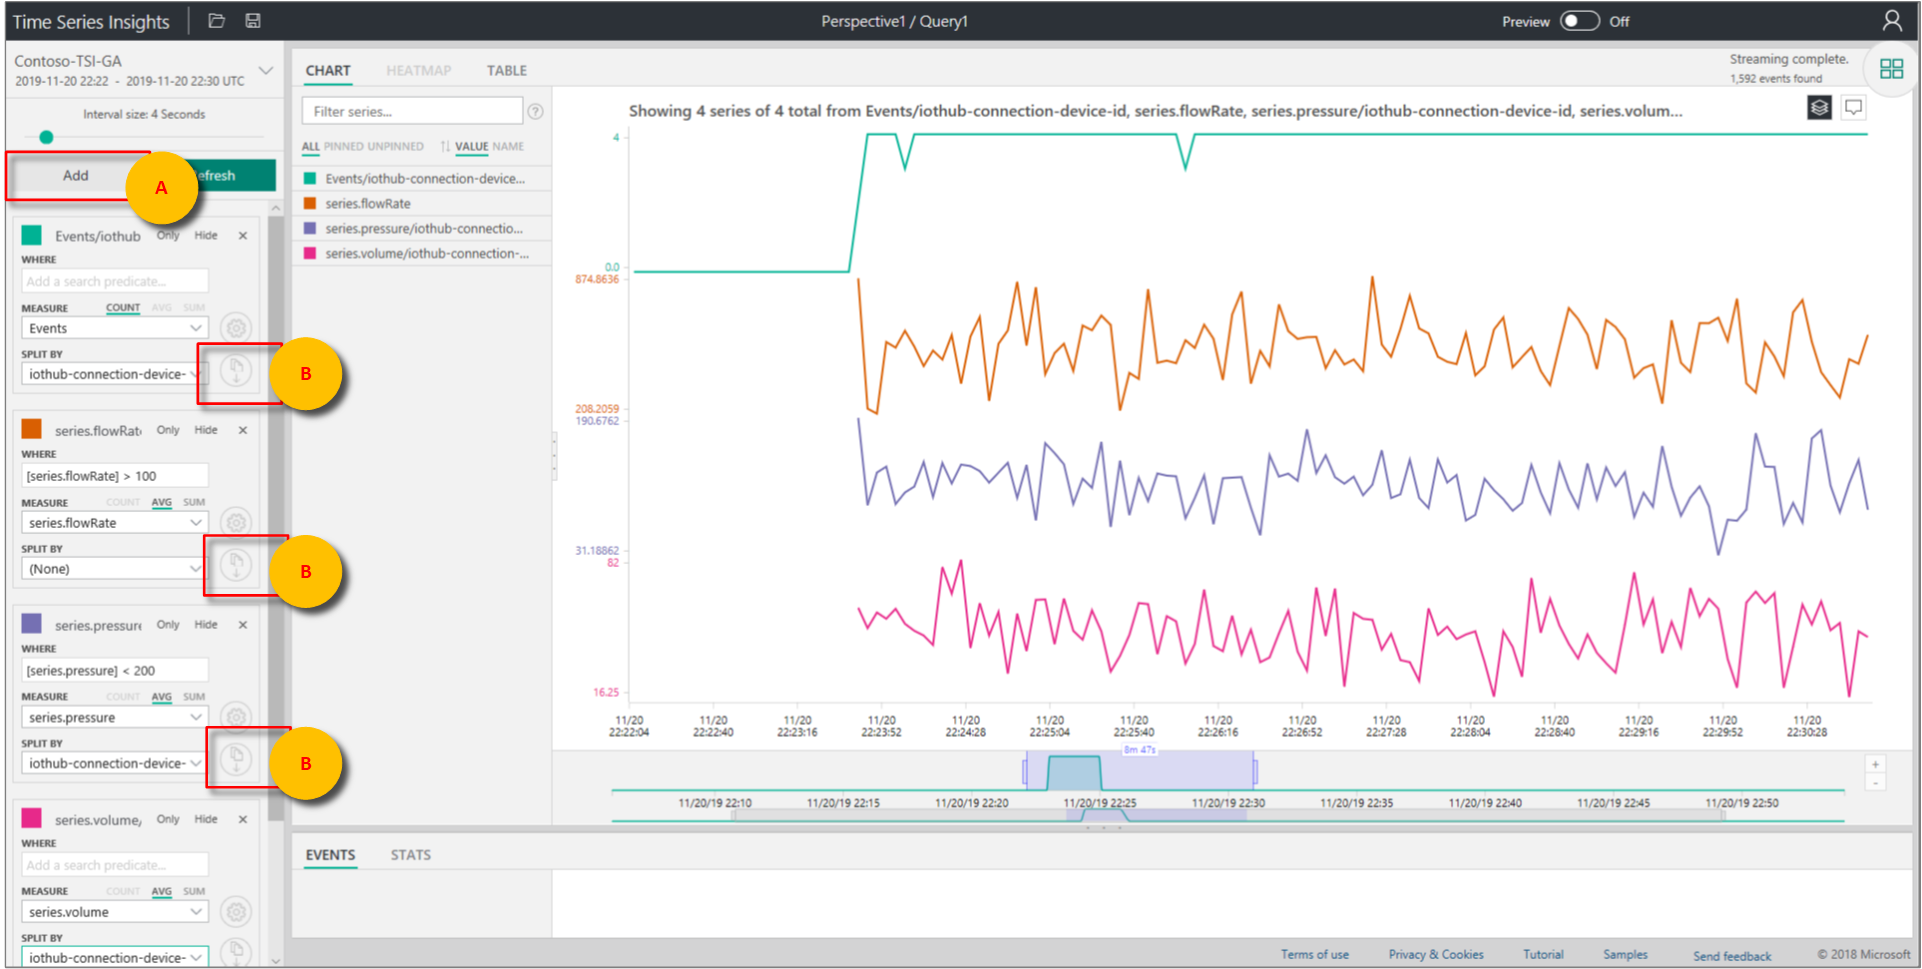 Time Series Insights
Perspective1 / Query1
Preview Off
Contoso-TSI-GA
2019-11-20 22:22 - 2019-11-20 22:30 UTC
Interval size: 4 Seconds
Add
efresh
A
Events/iothub Only Hide ×
WHERE
Add a search predicate...
MEASURE COUNT AVG SUM
Events
SPLIT BY
iothub-connection-device-
B
series.flowRat Only Hide ×
WHERE
[series.flowRate] > 100
MEASURE COUNT AVG SUM
series.flowRate
SPLIT BY
(None)
B
series.pressure Only Hide ×
WHERE
[series.pressure] < 200
MEASURE COUNT AVG SUM
series.pressure
SPLIT BY
iothub-connection-device-
B
series.volume/ Only Hide ×
WHERE
Add a search predicate...
MEASURE COUNT AVG SUM
series.volume
SPLIT BY
iothub-connection-device-
CHART HEATMAP TABLE
Streaming complete.
1,592 events found
Filter series...
?
ALL PINNED UNPINNED VALUE NAME
Events/iothub-connection-device...
series.flowRate
series.pressure/iothub-connectio...
series.volume/iothub-connection-...
Showing 4 series of 4 total from Events/iothub-connection-device-id, series.flowRate, series.pressure/iothub-connection-device-id, series.volum...
4
0.0
874.8636
208.2059
190.6762
31.18862
82
16.25
11/20 11/20 11/20 11/20 11/20 11/20 11/20 11/20 11/20 11/20 11/20 11/20 11/20 11/20 11/20
22:22:04 22:22:40 22:23:16 22:23:52 22:24:28 22:25:04 22:25:40 22:26:16 22:26:52 22:27:28 22:28:04 22:28:40 22:29:16 22:29:52 22:30:28
8m 47s
+
-
11/20/19 22:10 11/20/19 22:15 11/20/19 22:20 11/20/19 22:25 11/20/19 22:30 11/20/19 22:35 11/20/19 22:40 11/20/19 22:45 11/20/19 22:50
EVENTS STATS
Terms of use Privacy & Cookies Tutorial Samples Send feedback © 2018 Microsoft